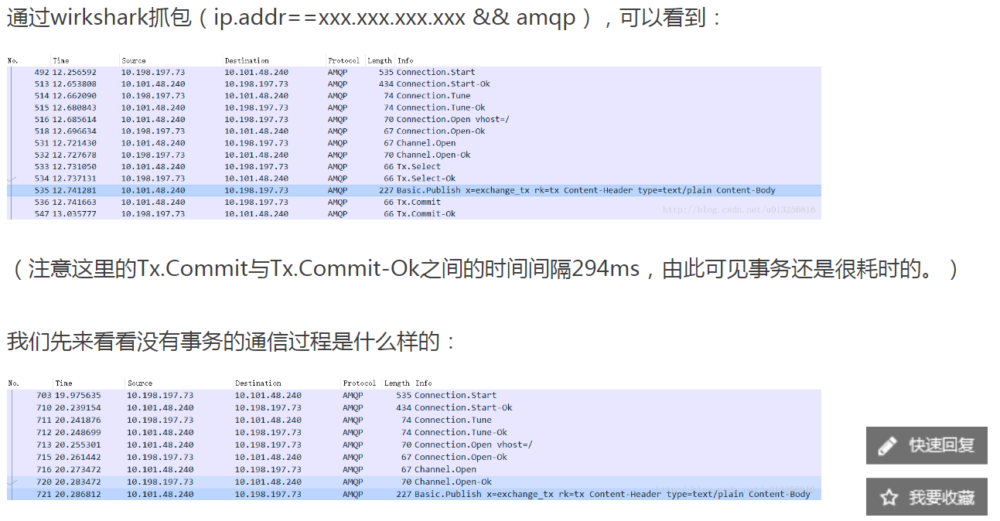 通过wirkshark抓包（ip.addr==xxx.xxx.xxx.xxx && amqp），可以看到：
No. Time Source Destination Protocol Length Info
492 12.256592 10.198.197.73 10.101.48.240 AMQP 535 Connection.Start
513 12.653808 10.101.48.240 10.198.197.73 AMQP 434 Connection.Start-Ok
514 12.662090 10.198.197.73 10.101.48.240 AMQP 74 Connection.Tune
515 12.680843 10.101.48.240 10.198.197.73 AMQP 74 Connection.Tune-Ok
516 12.685614 10.101.48.240 10.198.197.73 AMQP 70 Connection.Open vhost=/
518 12.696634 10.198.197.73 10.101.48.240 AMQP 67 Connection.Open-Ok
531 12.721430 10.101.48.240 10.198.197.73 AMQP 67 Channel.Open
532 12.727678 10.198.197.73 10.101.48.240 AMQP 70 Channel.Open-Ok
533 12.731050 10.101.48.240 10.198.197.73 AMQP 66 Tx.Select
534 12.737131 10.198.197.73 10.101.48.240 AMQP 66 Tx.Select-Ok
535 12.741281 10.101.48.240 10.198.197.73 AMQP 227 Basic.Publish x=exchange_tx rk=tx Content-Header type=text/plain Content-Body
536 12.741663 10.101.48.240 10.198.197.73 AMQP 66 Tx.Commit
547 13.035777 10.198.197.73 10.101.48.240 AMQP 66 Tx.Commit-Ok
http://blog.csdn.net/u013256816
（注意这里的Tx.Commit与Tx.Commit-Ok之间的时间间隔294ms，由此可见事务还是很耗时的。）
我们先来看看没有事务的通信过程是什么样的：
No. Time Source Destination Protocol Length Info
703 19.975635 10.198.197.73 10.101.48.240 AMQP 535 Connection.Start
710 20.239154 10.101.48.240 10.198.197.73 AMQP 434 Connection.Start-Ok
711 20.241876 10.198.197.73 10.101.48.240 AMQP 74 Connection.Tune
712 20.248699 10.101.48.240 10.198.197.73 AMQP 74 Connection.Tune-Ok
713 20.255301 10.101.48.240 10.198.197.73 AMQP 70 Connection.Open vhost=/
715 20.261442 10.198.197.73 10.101.48.240 AMQP 67 Connection.Open-Ok
716 20.273472 10.101.48.240 10.198.197.73 AMQP 67 Channel.Open
720 20.283472 10.198.197.73 10.101.48.240 AMQP 70 Channel.Open-Ok
721 20.286812 10.101.48.240 10.198.197.73 AMQP 227 Basic.Publish x=exchange_tx rk=tx Content-Header type=text/plain Content-Body
快速回复
我要收藏